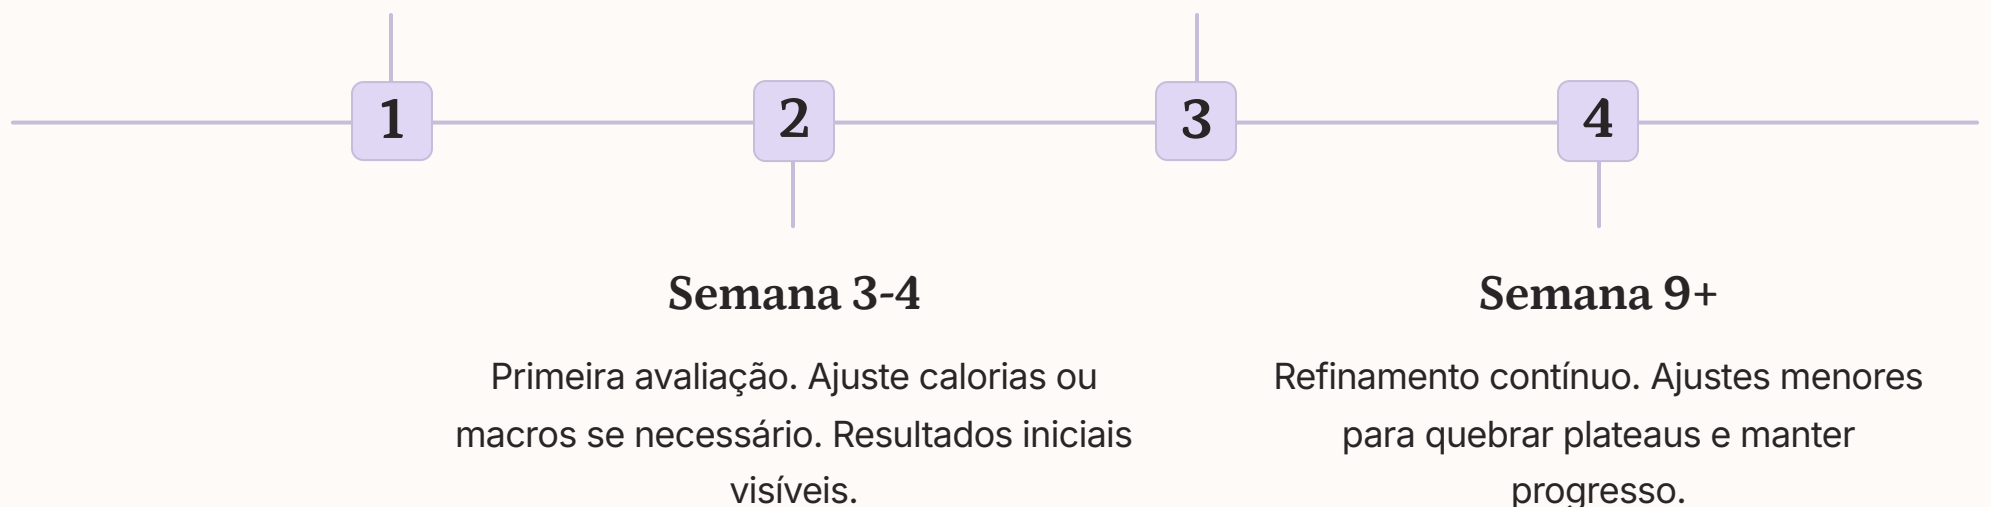 1
2
3
4
Semana 3-4
Primeira avaliação. Ajuste calorias ou
macros se necessário. Resultados iniciais
visíveis.
Semana 9+
Refinamento contínuo. Ajustes menores
para quebrar plateaus e manter
progresso.